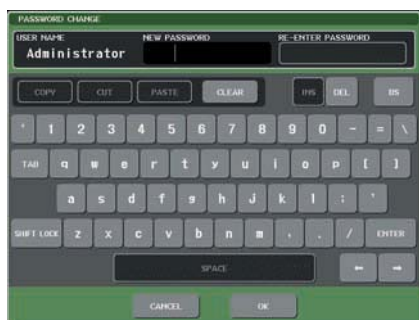 PASSWORD CHANGE
USER NAME NEW PASSWORD RE-ENTER PASSWORD
Administrator
COPY CUT PASTE CLEAR INS DEL BS
` 1 2 3 4 5 6 7 8 9 0 - = \
TAB q w e r t y u i o p [ ]
a s d f g h j k l ; '
SHIFT LOCK z x c v b n m , . / ENTER
SPACE ← →
CANCEL OK